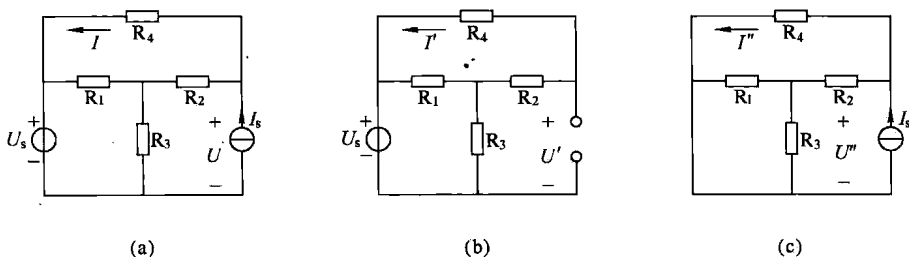 I R₄
R₁ R₂
+ Uₛ −
R₃
+ U −
Iₛ
(a)
I′ R₄
R₁ R₂
+ Uₛ −
R₃
+ U′ −
(b)
I″ R₄
R₁ R₂
R₃
+ U″ −
Iₛ
(c)